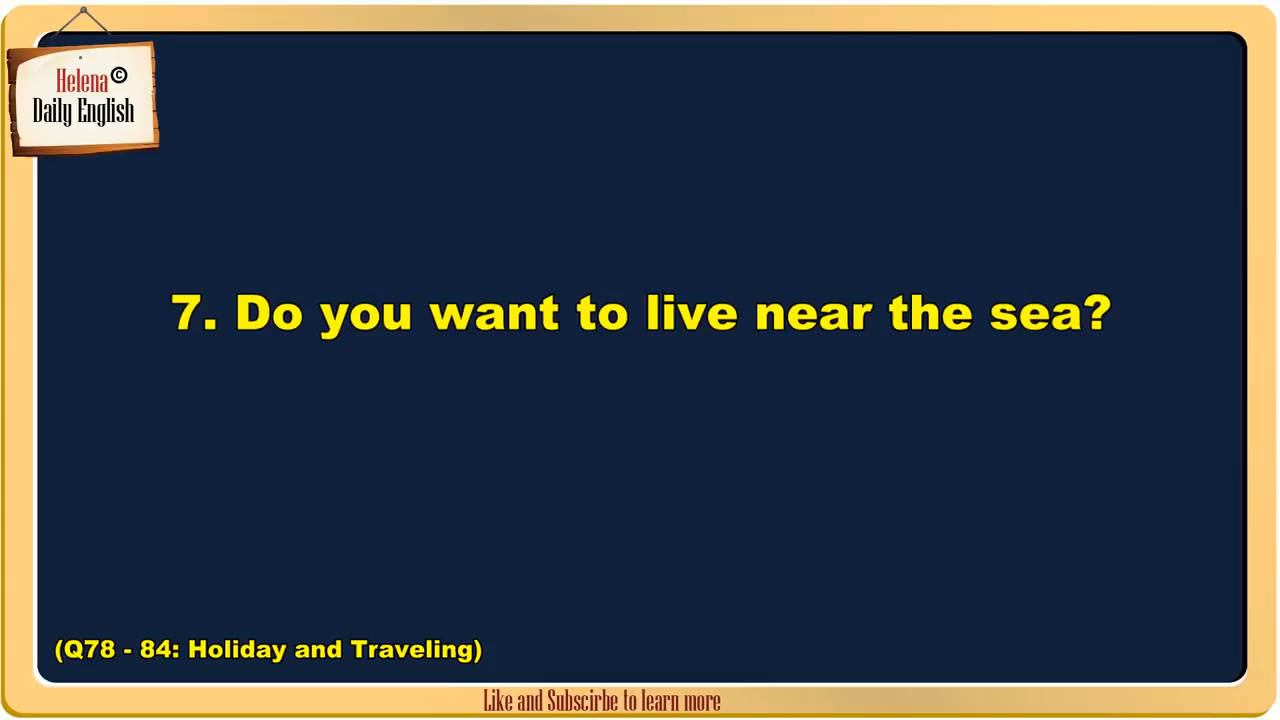 Helena©
Daily English
7. Do you want to live near the sea?
(Q78 - 84: Holiday and Traveling)
Like and Subscirbe to learn more